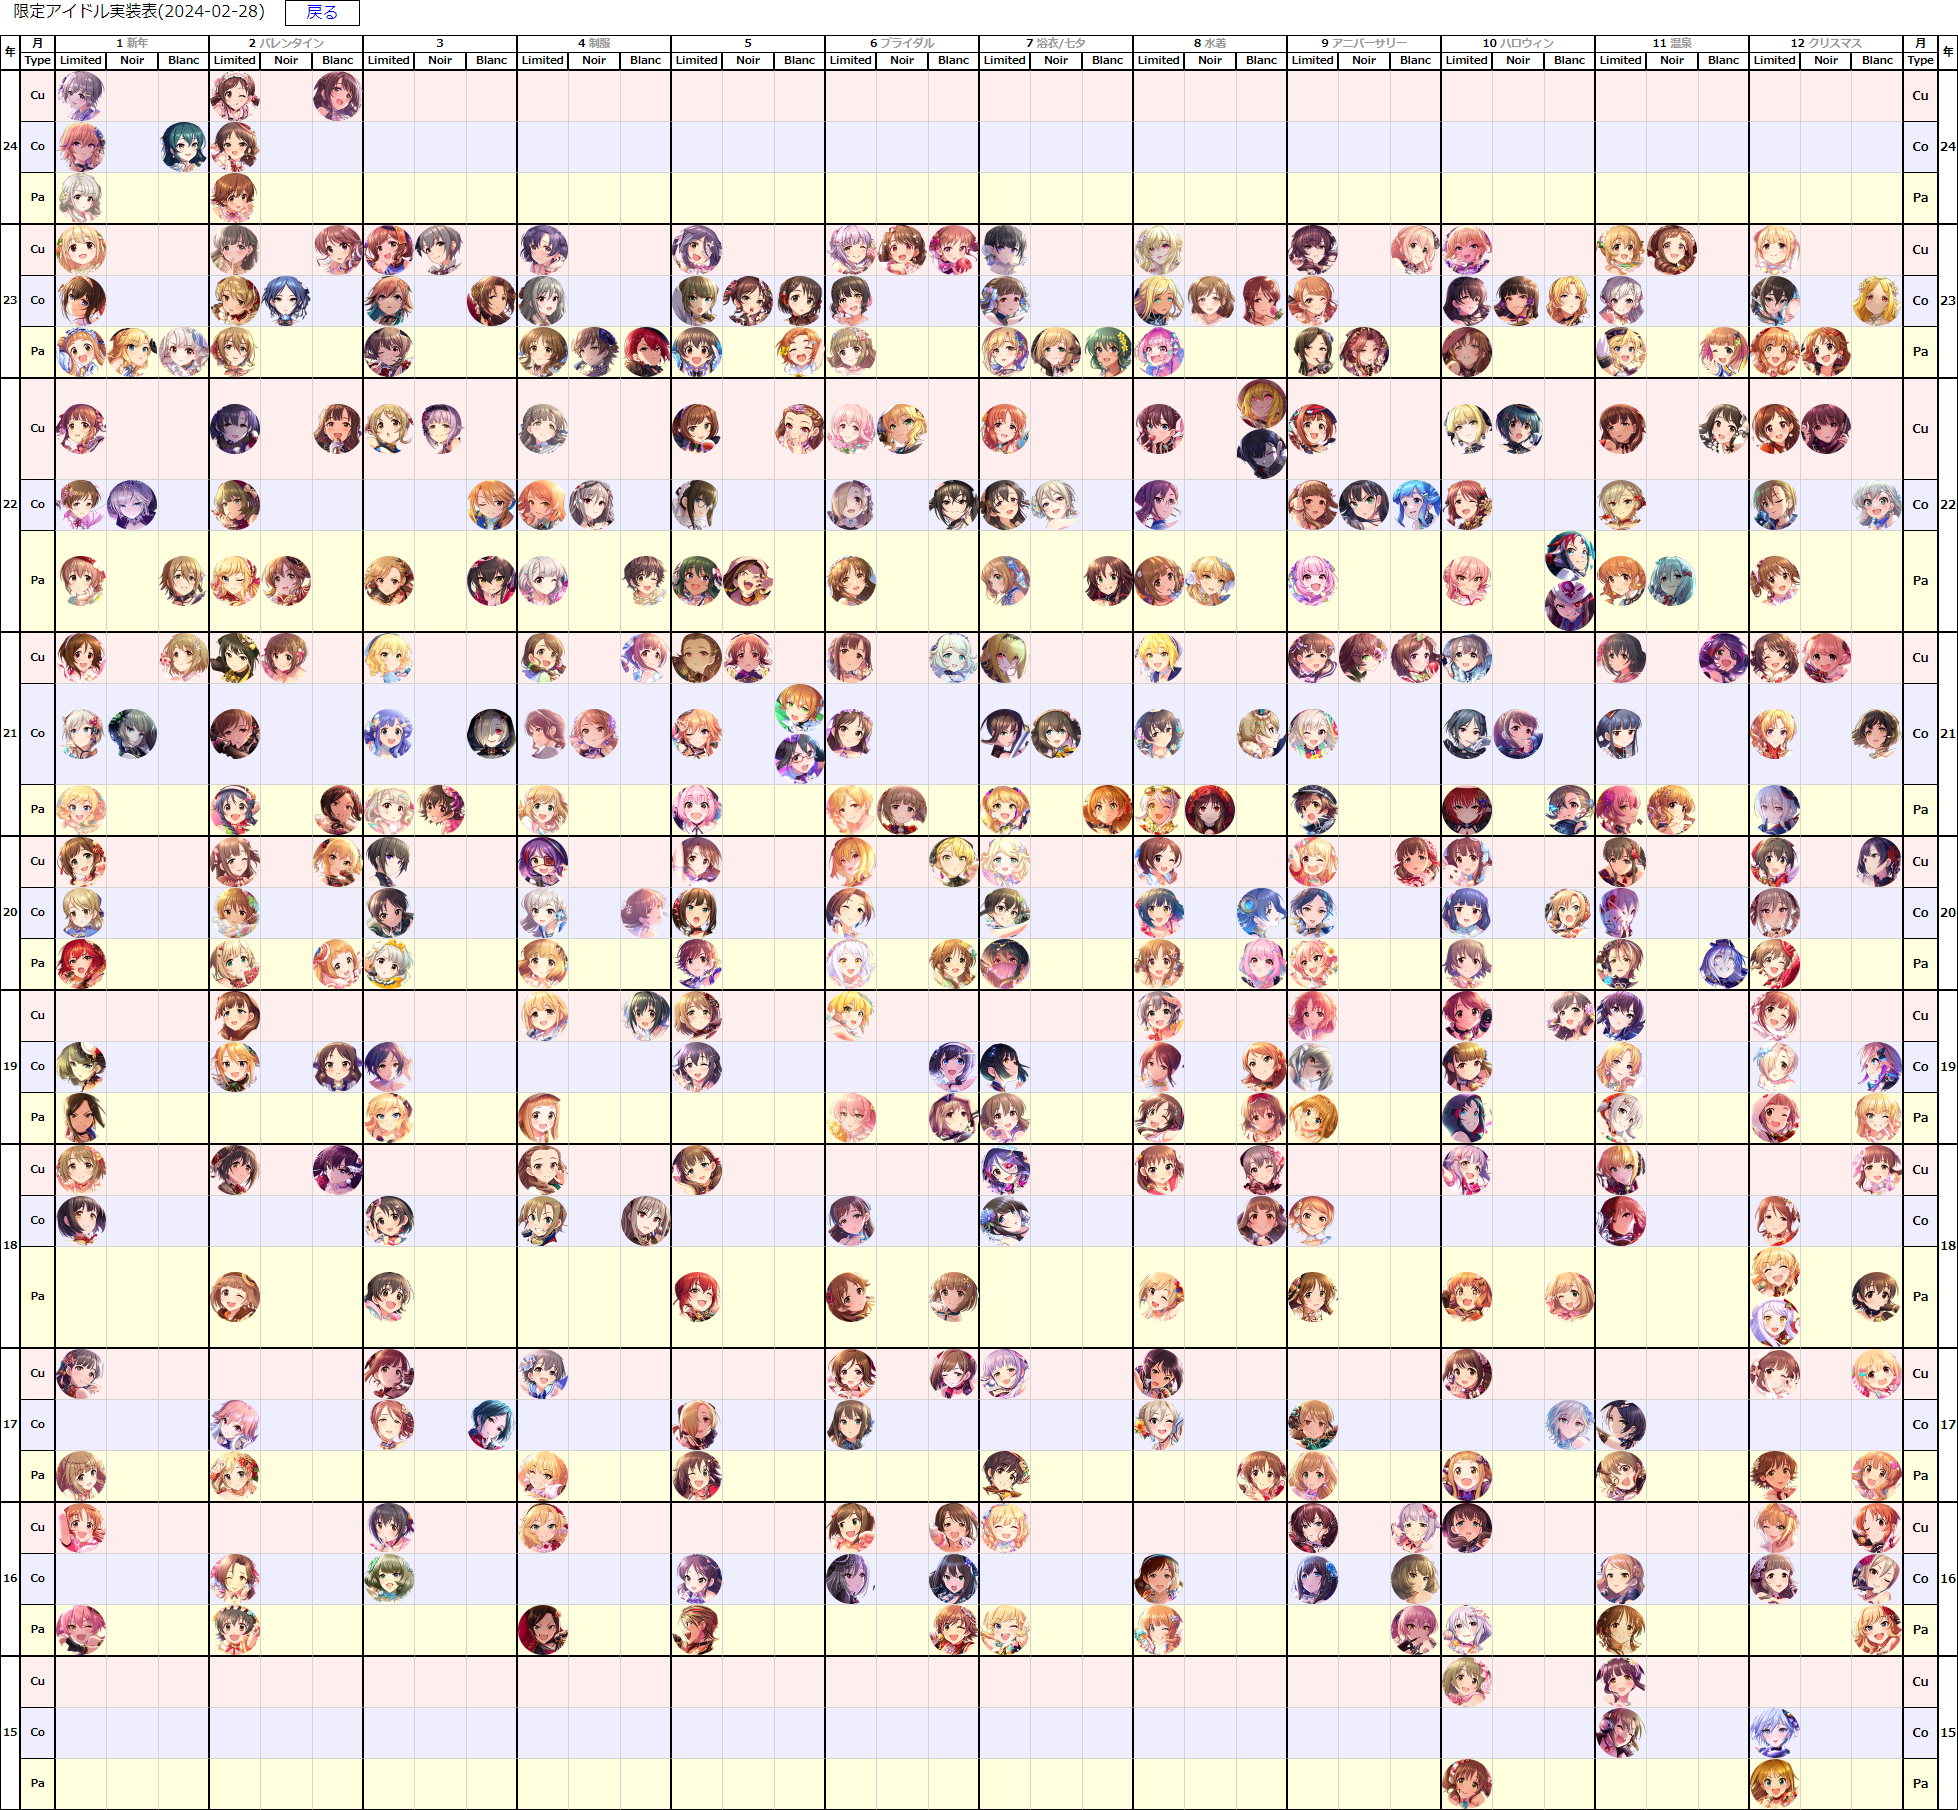 限定アイドル実装表(2024-02-28) 戻る
年 月 1 新年 2 バレンタイン 3 4 制服 5 6 ブライダル 7 浴衣/七夕 8 水着 9 アニバーサリー 10 ハロウィン 11 温泉 12 クリスマス 月 年
Type Limited Noir Blanc Limited Noir Blanc Limited Noir Blanc Limited Noir Blanc Limited Noir Blanc Limited Noir Blanc Limited Noir Blanc Limited Noir Blanc Limited Noir Blanc Limited Noir Blanc Limited Noir Blanc Limited Noir Blanc Type
Cu Cu
24 Co Co 24
Pa Pa
Cu Cu
23 Co Co 23
Pa Pa
Cu Cu
22 Co Co 22
Pa Pa
Cu Cu
21 Co Co 21
Pa Pa
Cu Cu
20 Co Co 20
Pa Pa
Cu Cu
19 Co Co 19
Pa Pa
Cu Cu
Co Co
18 18
Pa Pa
Cu Cu
17 Co Co 17
Pa Pa
Cu Cu
16 Co Co 16
Pa Pa
Cu Cu
15 Co Co 15
Pa Pa